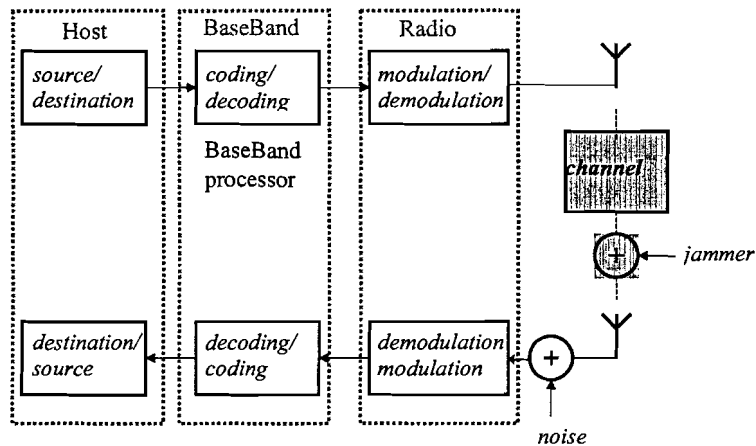 Host
BaseBand
Radio
source/
destination
coding/
decoding
modulation/
demodulation
BaseBand
processor
channel
jammer
destination/
source
decoding/
coding
demodulation
modulation
noise